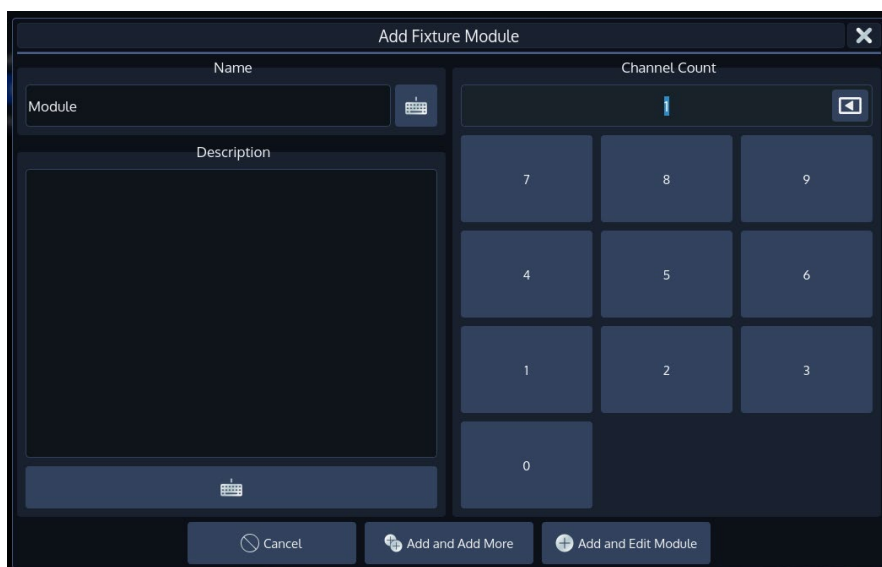 Add Fixture Module
Name
Module
Description
Channel Count
1
7 8 9
4 5 6
1 2 3
0
Cancel
Add and Add More
Add and Edit Module